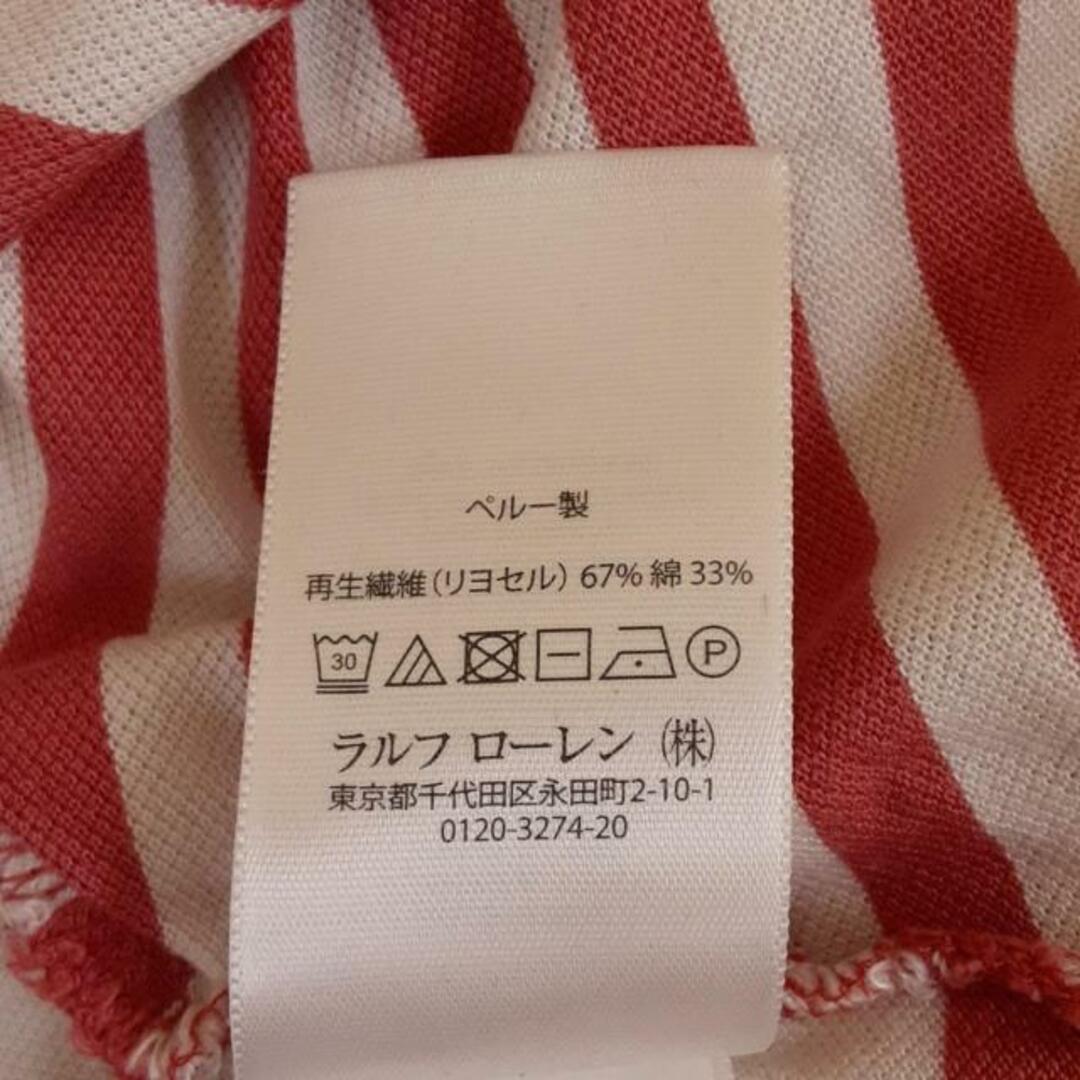 ペルー製
再生繊維(リヨセル) 67% 綿 33%
30 P
ラルフ ローレン (株)
東京都千代田区永田町2-10-1
0120-3274-20